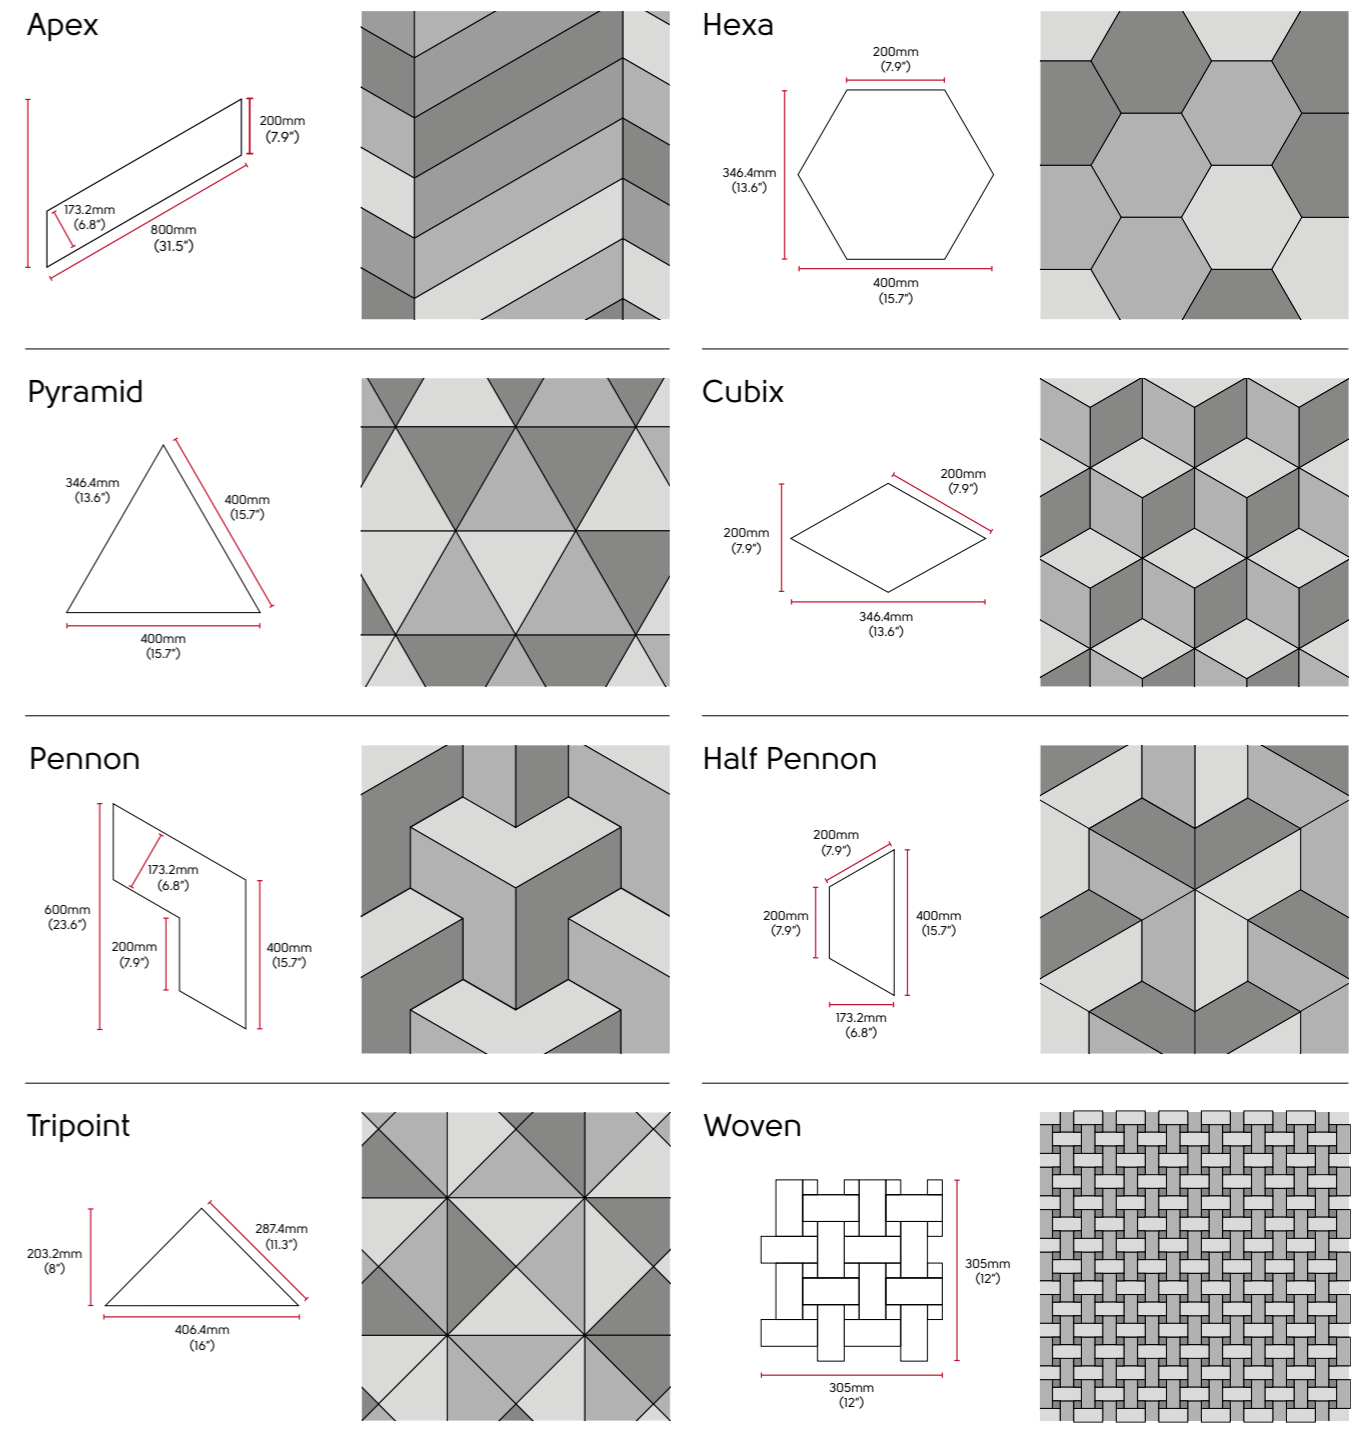 Apex
200mm
(7.9”)
173.2mm
(6.8”)
800mm
(31.5”)
Hexa
200mm
(7.9”)
346.4mm
(13.6”)
400mm
(15.7”)
Pyramid
346.4mm
(13.6”)
400mm
(15.7”)
400mm
(15.7”)
Cubix
200mm
(7.9”)
200mm
(7.9”)
346.4mm
(13.6”)
Pennon
173.2mm
(6.8”)
600mm
(23.6”)
200mm
(7.9”)
400mm
(15.7”)
Half Pennon
200mm
(7.9”)
200mm
(7.9”)
400mm
(15.7”)
173.2mm
(6.8”)
Tripoint
287.4mm
(11.3”)
203.2mm
(8”)
406.4mm
(16”)
Woven
305mm
(12”)
305mm
(12”)